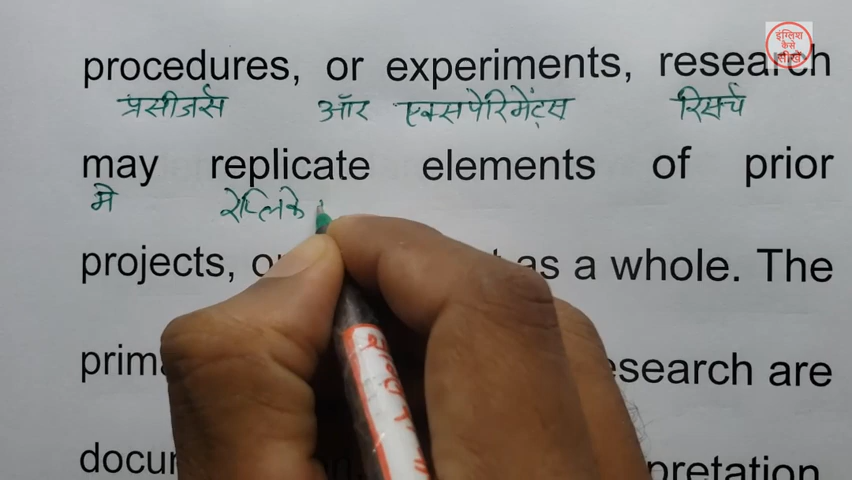 इंग्लिश
कैसे
सीखें
procedures, or experiments, research
प्रसीजर्स ऑर एक्सपेरिमेंट्स रिसर्च
may replicate elements of prior
मे रेप्लिके
projects, o as a whole. The
prim esearch are
docu pretation